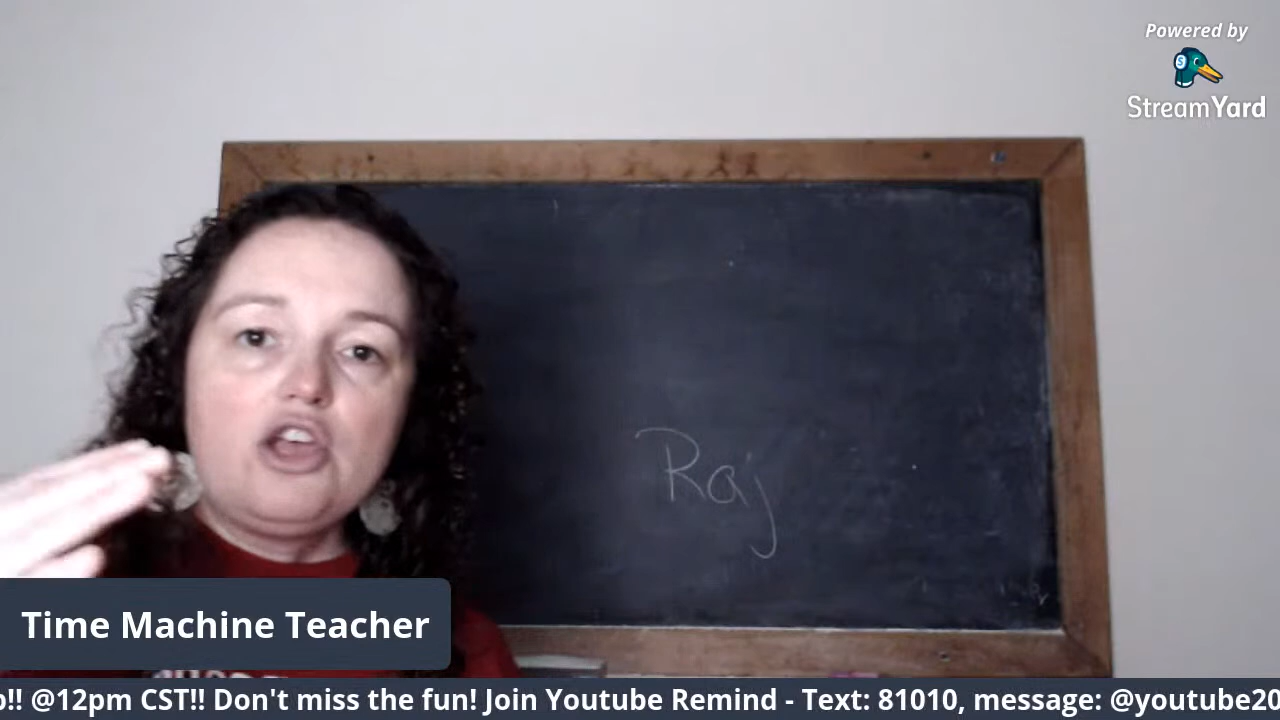 Powered by
StreamYard
Raj
Time Machine Teacher
!! @12pm CST!! Don't miss the fun! Join Youtube Remind - Text: 81010, message: @youtube20